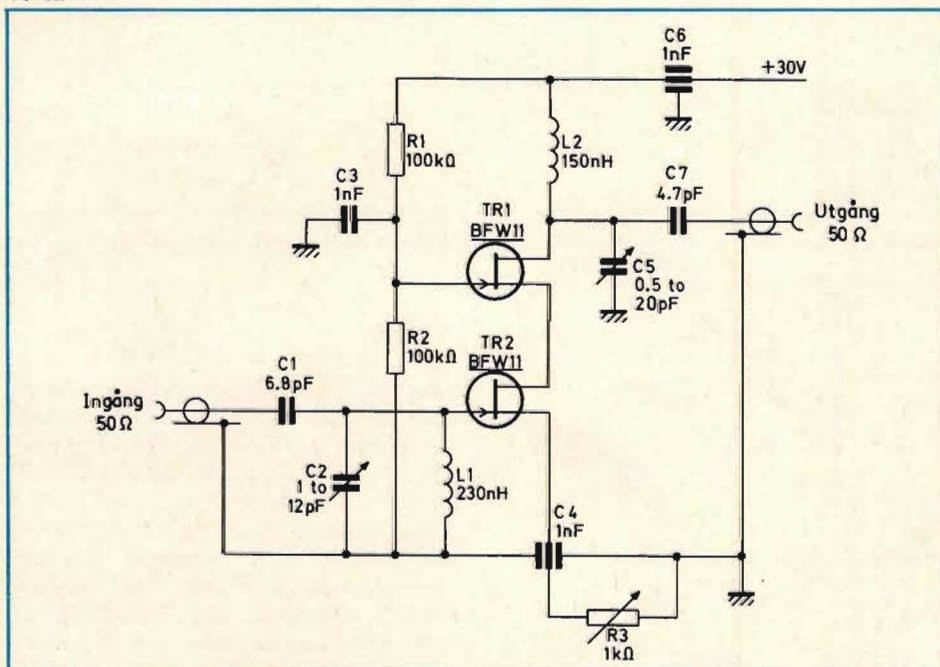 C6
1nF
+30V
R1
100kΩ
L2
150nH
C3
1nF
C7
4.7pF
TR1
BFW11
Utgång
50 Ω
C5
0.5 to
20pF
R2
100kΩ
TR2
BFW11
C1
6.8pF
Ingång
50 Ω
C2
1 to
12pF
L1
230nH
C4
1nF
R3
1kΩ